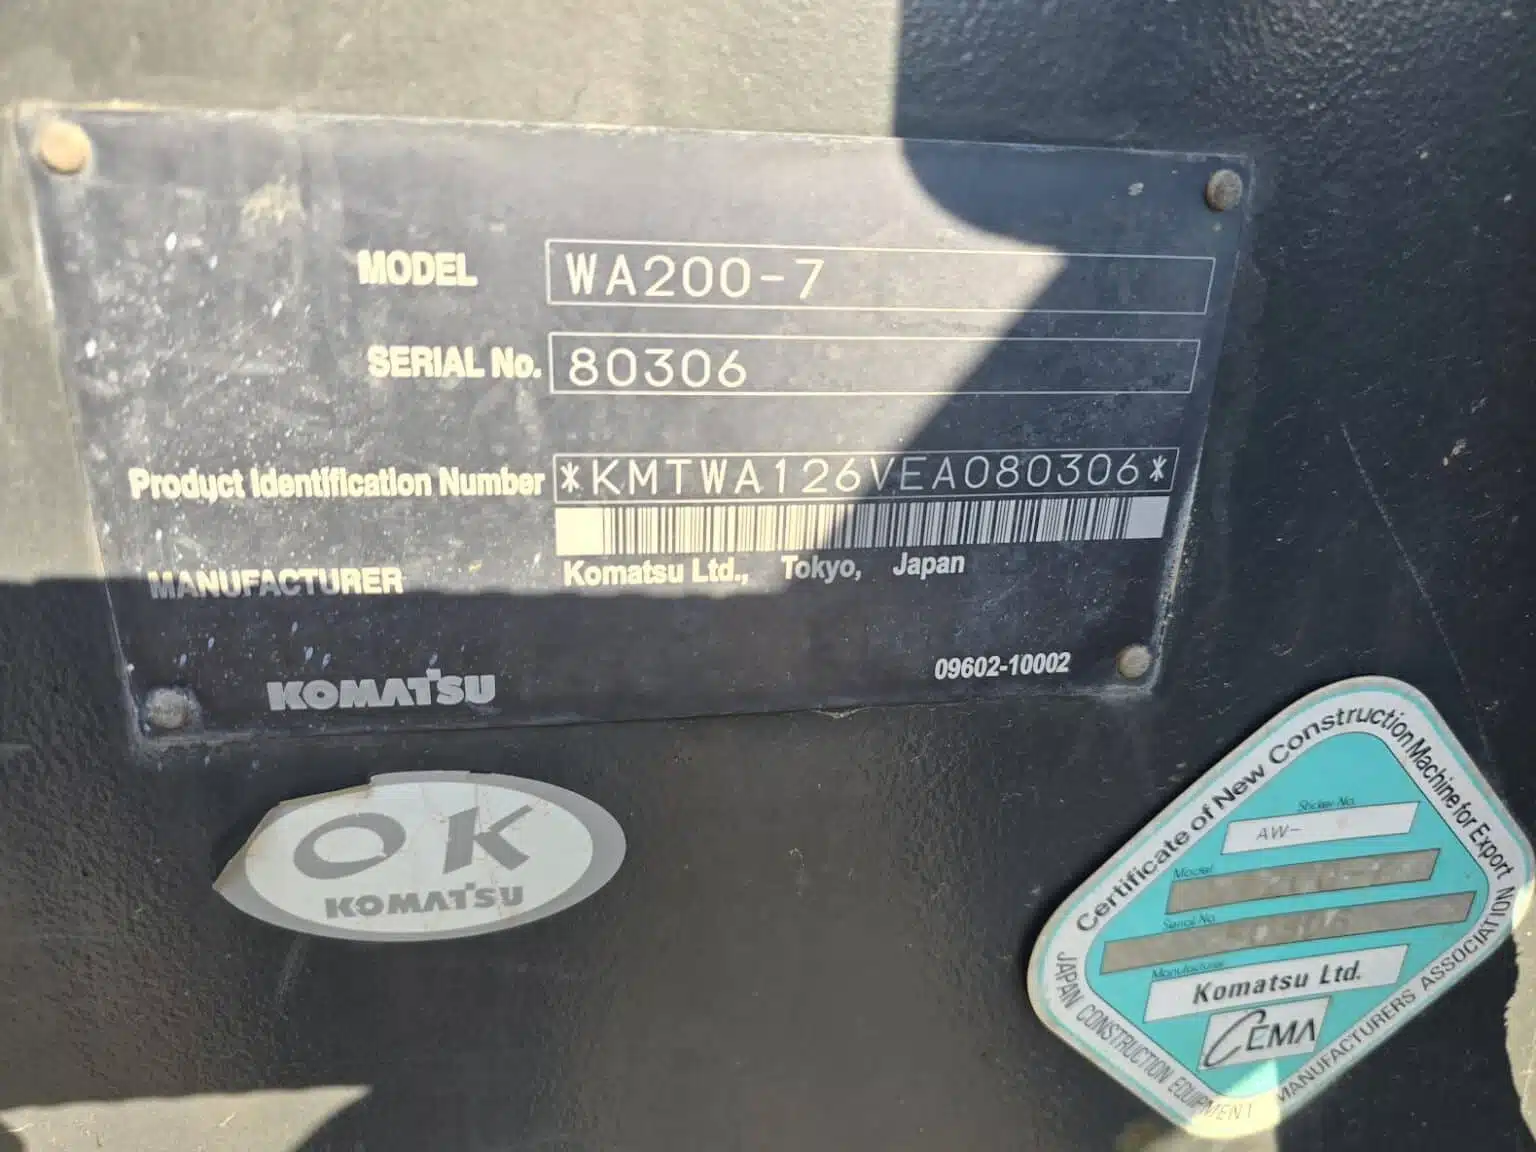 MODEL WA200-7
SERIAL No. 80306
Product Identification Number *KMTWA126VEA080306*
MANUFACTURER Komatsu Ltd., Tokyo, Japan
KOMATSU
09602-10002
OK
KOMATSU
Certificate of New Construction Machine for Export
Sticker No.
AW-
Model
Serial No.
Manufacturer
Komatsu Ltd.
CEMA
JAPAN CONSTRUCTION EQUIPMENT MANUFACTURERS ASSOCIATION